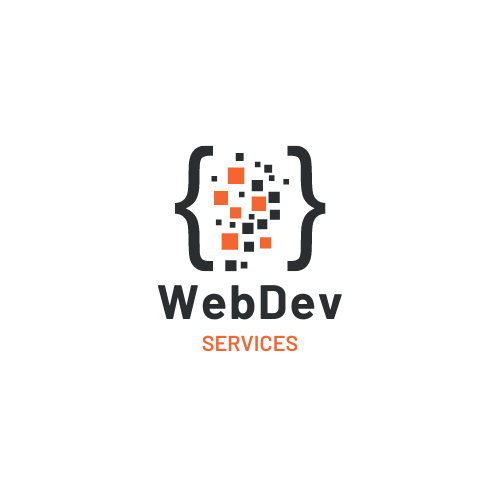 { }
WebDev
SERVICES